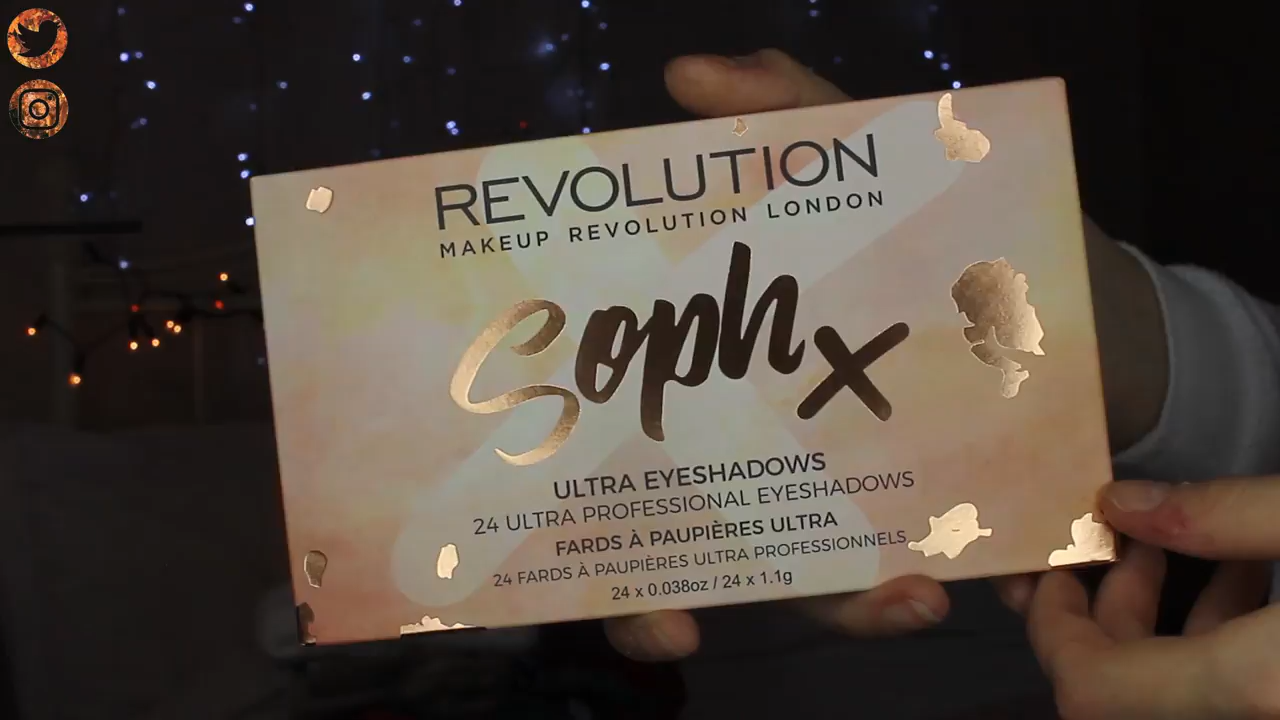 REVOLUTION
MAKEUP REVOLUTION LONDON
Soph x
ULTRA EYESHADOWS
24 ULTRA PROFESSIONAL EYESHADOWS
FARDS À PAUPIÈRES ULTRA
24 FARDS À PAUPIÈRES ULTRA PROFESSIONNELS
24 x 0.038oz / 24 x 1.1g